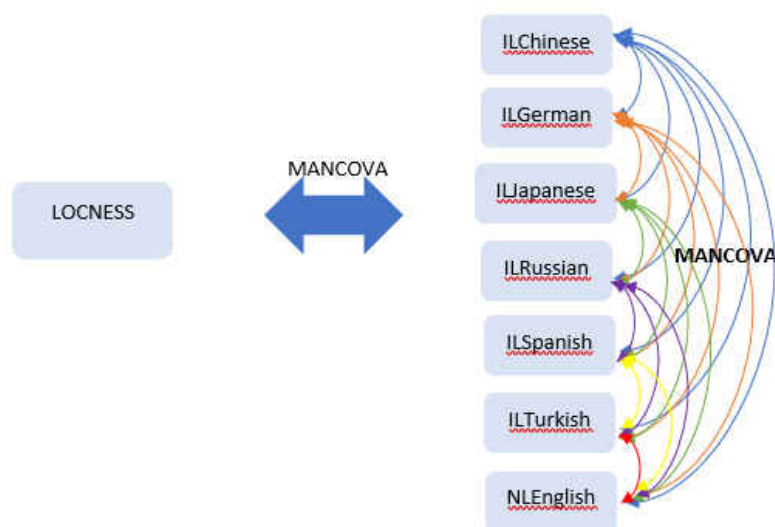 ILChinese
ILGerman
MANCOVA
LOCNESS
ILJapanese
ILRussian
MANCOVA
ILSpanish
ILTurkish
NLEnglish